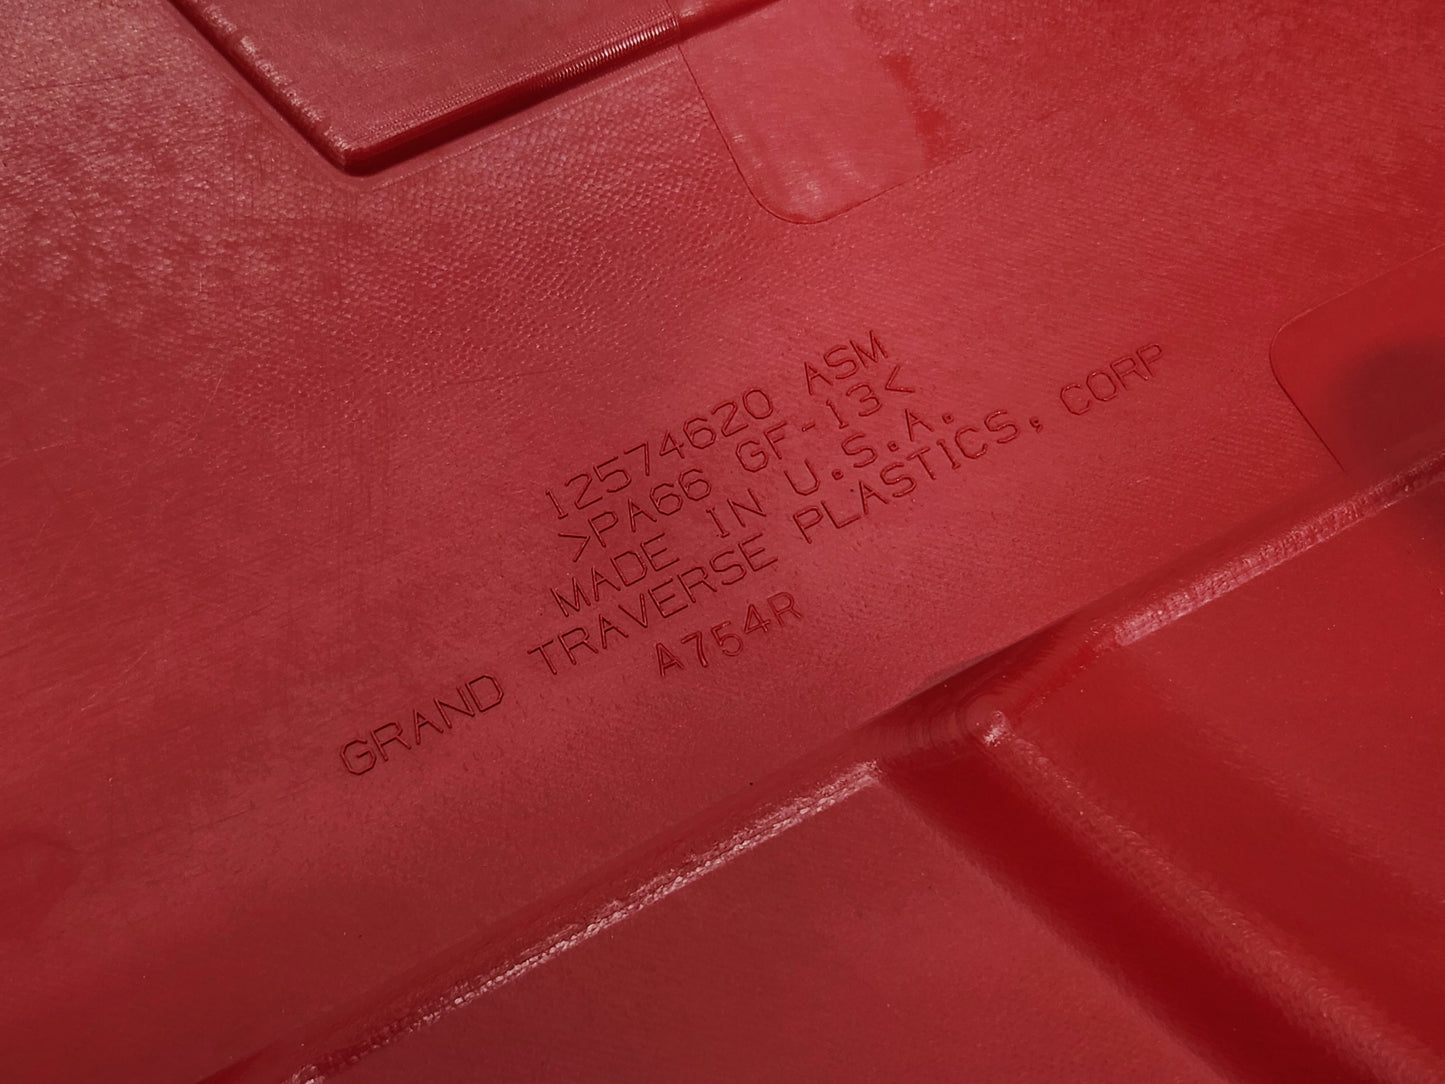 12574620 ASM
>PA66 GF-13<
MADE IN U.S.A.
GRAND TRAVERSE PLASTICS, CORP
A754R